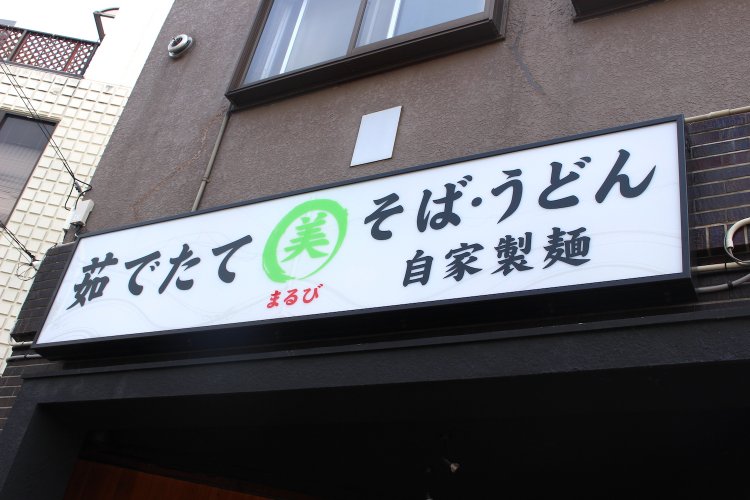 茹でたて 美 そば・うどん
まるび 自家製麺